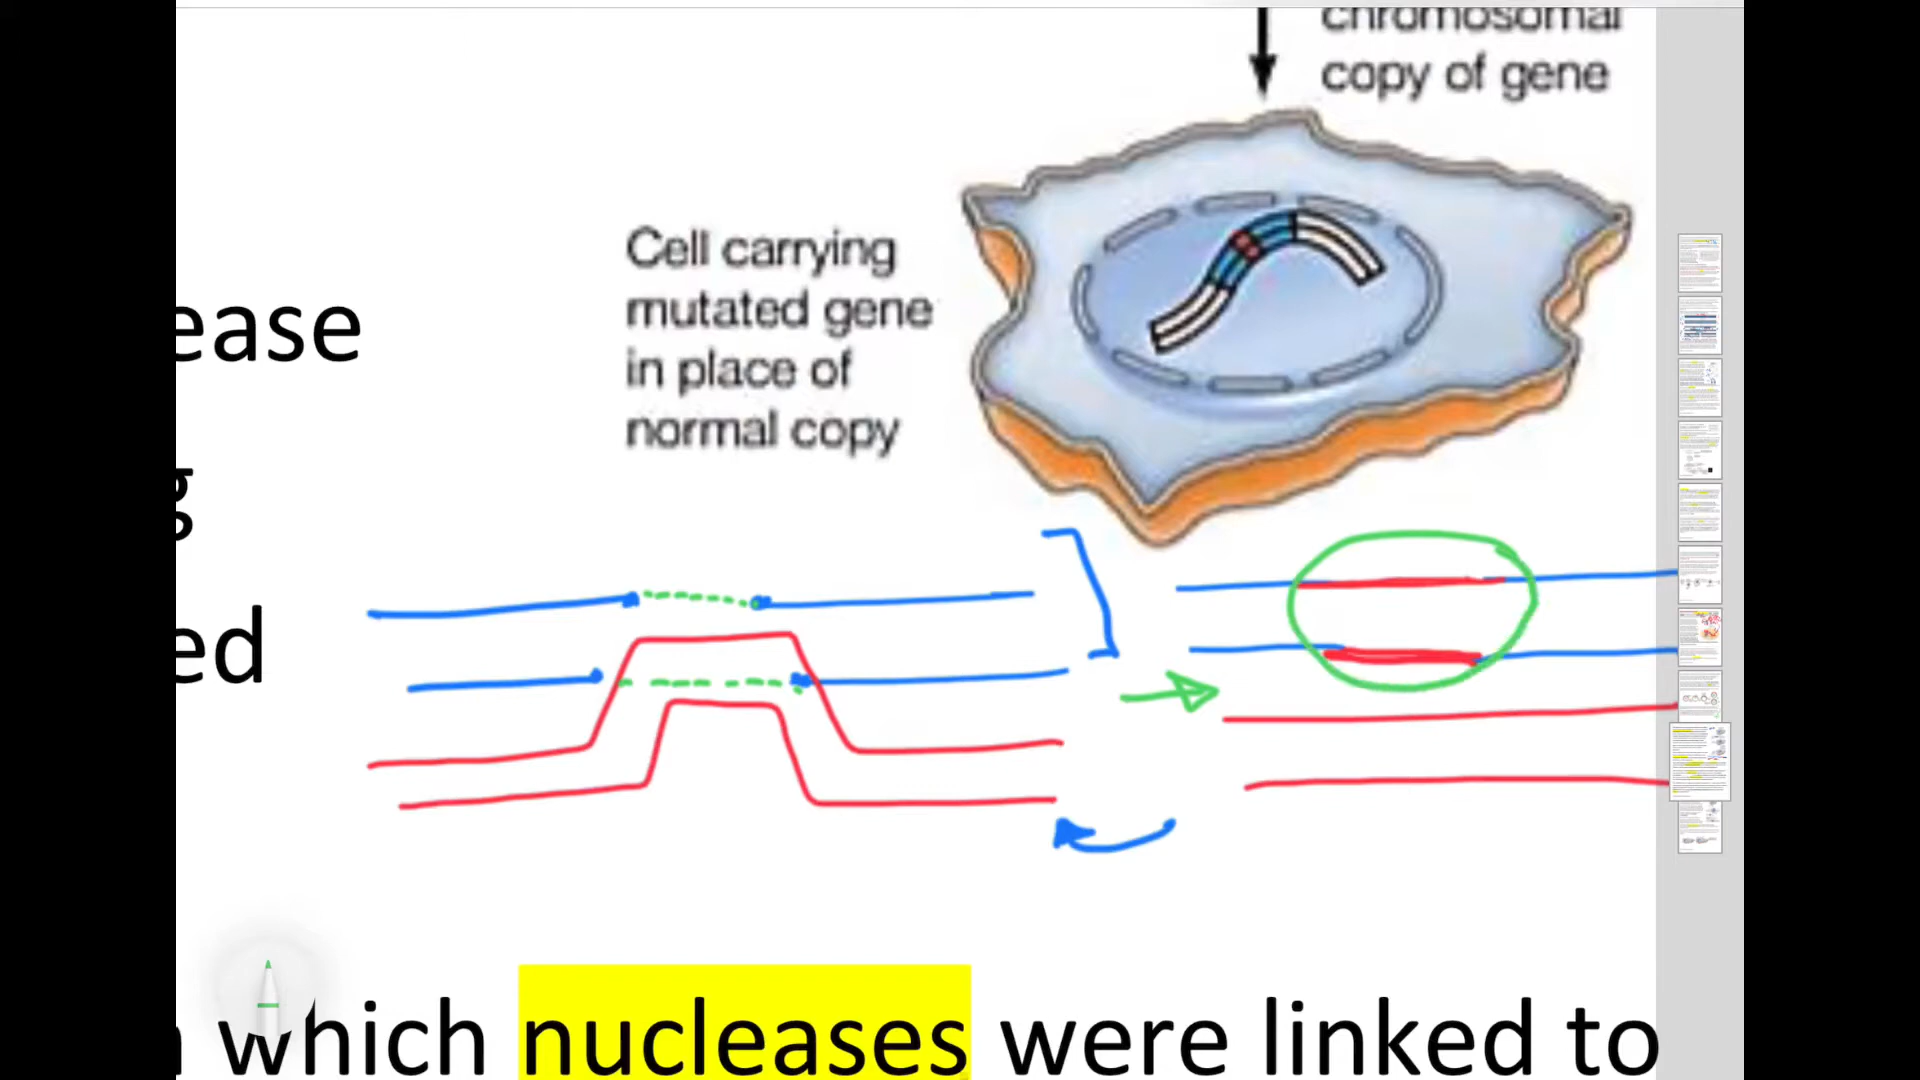 chromosomal
copy of gene
Cell carrying
mutated gene
in place of
normal copy
ease
g
ed
which nucleases were linked to